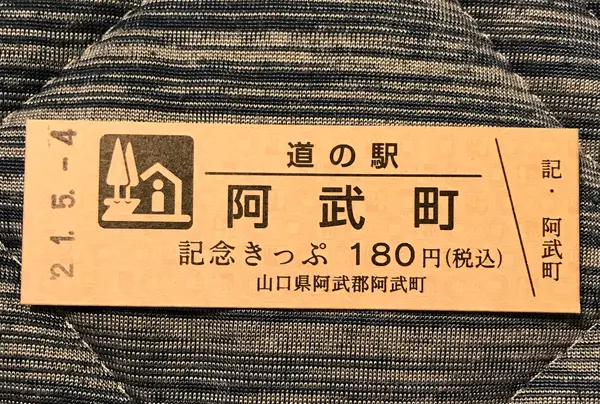 21.5.-4
道の駅
阿武町
記念きっぷ 180円(税込)
山口県阿武郡阿武町
記・阿武町